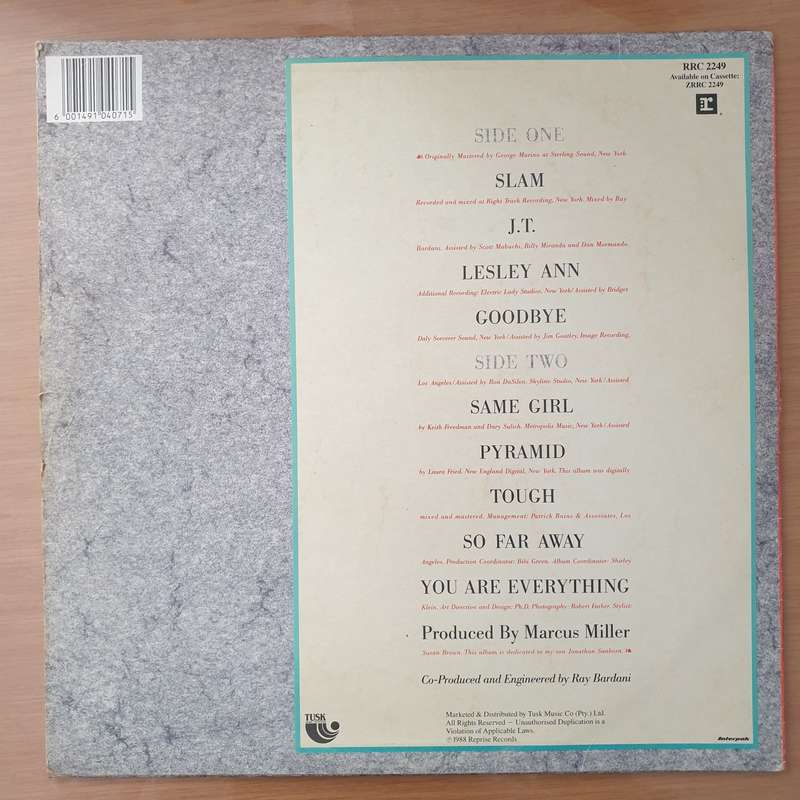 6 001491 040715
RRC 2249
Available on Cassette:
ZRRC 2249
SIDE ONE
Originally Mastered by George Marino at Sterling Sound, New York
SLAM
Recorded and mixed at Right Track Recording, New York. Mixed by Ray
J.T.
Bardani. Assisted by Scott Mabuchi, Billy Miranda and Dan Mormando.
LESLEY ANN
Additional Recording: Electric Lady Studios, New York/Assisted by Bridget
GOODBYE
Daly Sorcerer Sound, New York/Assisted by Jim Goatley, Image Recording,
SIDE TWO
Los Angeles/Assisted by Ron DaSilva, Skyline Studio, New York/Assisted
SAME GIRL
by Keith Freedman and Dary Sulich, Metropolis Music, New York/Assisted
PYRAMID
by Laura Fried, New England Digital, New York. This album was digitally
TOUGH
mixed and mastered. Management: Patrick Rains & Associates, Los
SO FAR AWAY
Angeles. Production Coordinator: Bibi Green. Album Coordinator: Shirley
YOU ARE EVERYTHING
Klein. Art Direction and Design: Ph.D. Photography: Robert Stylist:
Produced By Marcus Miller
Susan Brown. This album is dedicated to my son Jonathan Sanborn.
Co-Produced and Engineered by Ray Bardani
TUSK
Marketed & Distributed by Tusk Music Co (Pty.) Ltd.
All Rights Reserved — Unauthorised Duplication is a
Violation of Applicable Laws.
℗1988 Reprise Records
Interpak